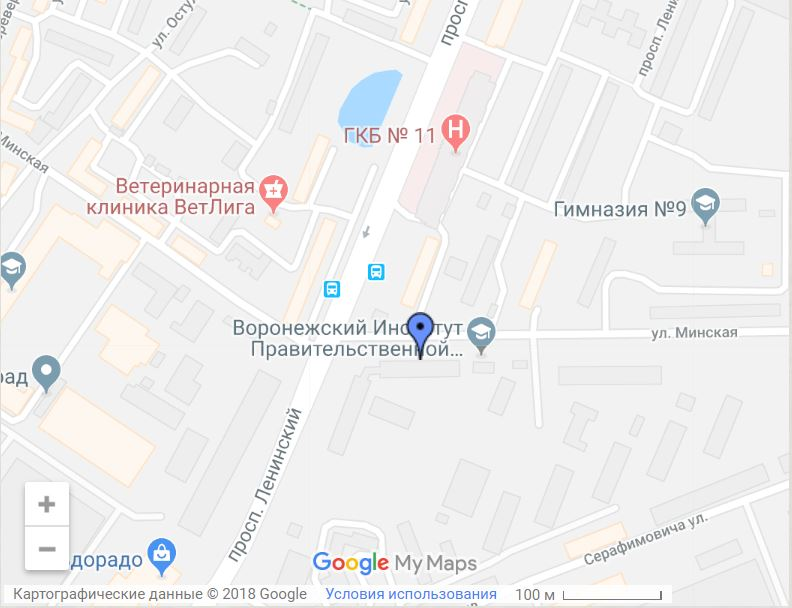 ул. Осту
просп.
просп. Ленинский
ГКБ № 11
Минская
Ветеринарная
клиника ВетЛига
Гимназия №9
Воронежский Институт
Правительственной...
ул. Минская
рад
просп. Ленинский
Серафимовича ул.
дорадо
Google My Maps
Картографические данные © 2018 Google
Условия использования
100 м